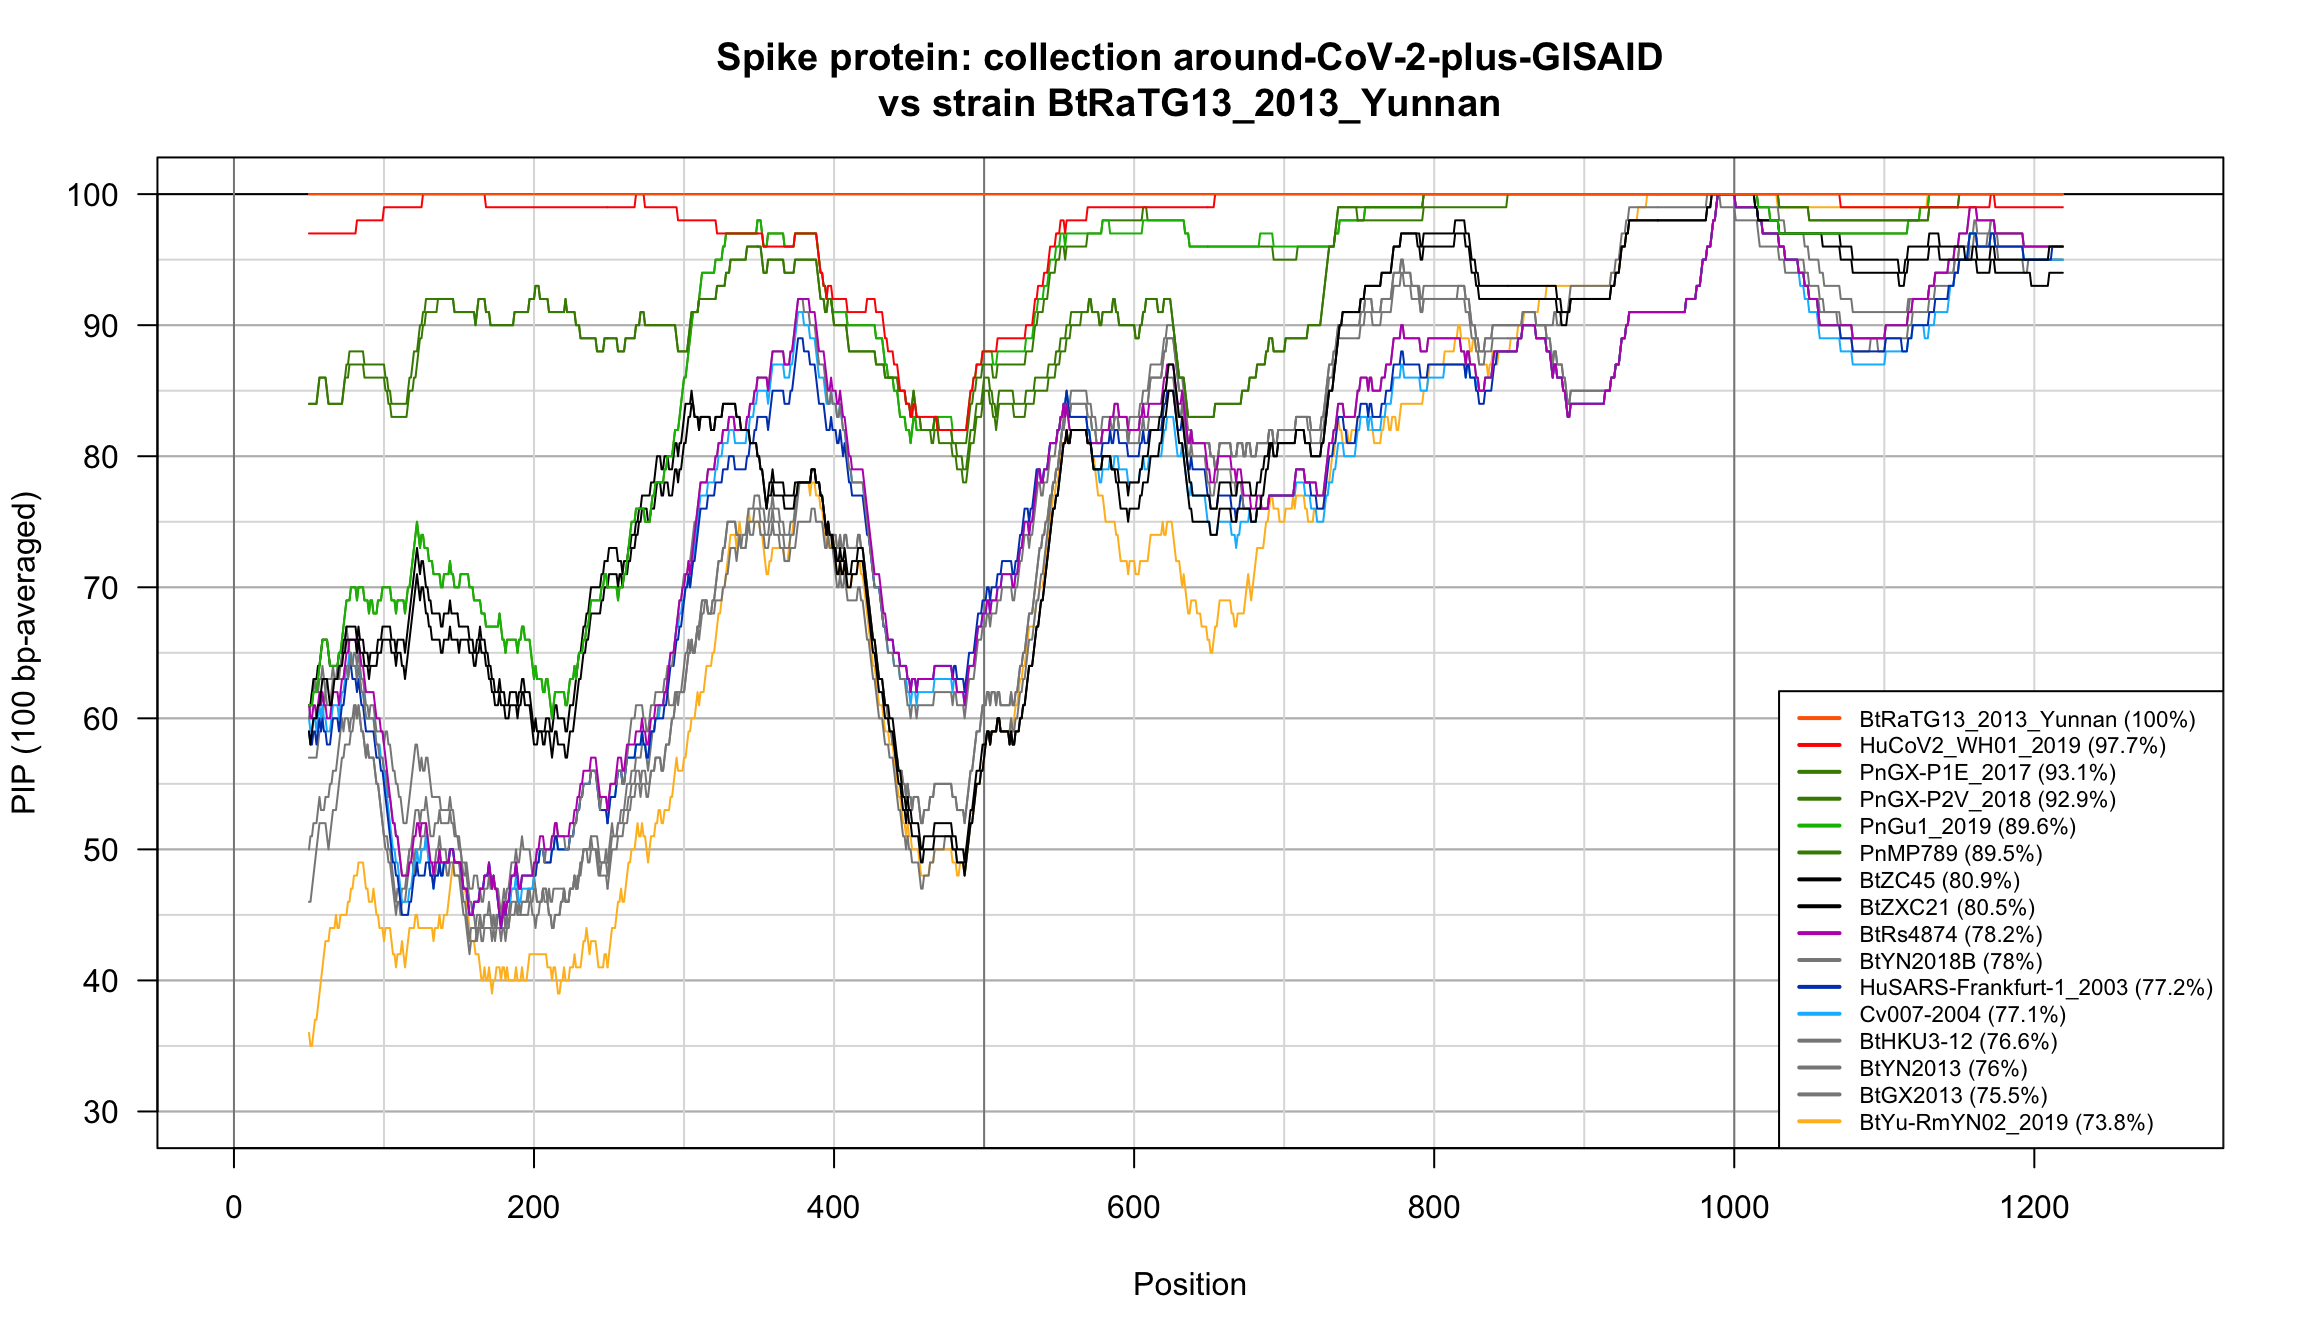 Spike protein: collection around-CoV-2-plus-GISAID
vs strain BtRaTG13_2013_Yunnan
PIP (100 bp-averaged)
100
90
80
70
60
50
40
30
BtRaTG13_2013_Yunnan (100%)
HuCoV2_WH01_2019 (97.7%)
PnGX-P1E_2017 (93.1%)
PnGX-P2V_2018 (92.9%)
PnGu1_2019 (89.6%)
PnMP789 (89.5%)
BtZC45 (80.9%)
BtZXC21 (80.5%)
BtRs4874 (78.2%)
BtYN2018B (78%)
HuSARS-Frankfurt-1_2003 (77.2%)
Cv007-2004 (77.1%)
BtHKU3-12 (76.6%)
BtYN2013 (76%)
BtGX2013 (75.5%)
BtYu-RmYN02_2019 (73.8%)
0 200 400 600 800 1000 1200
Position